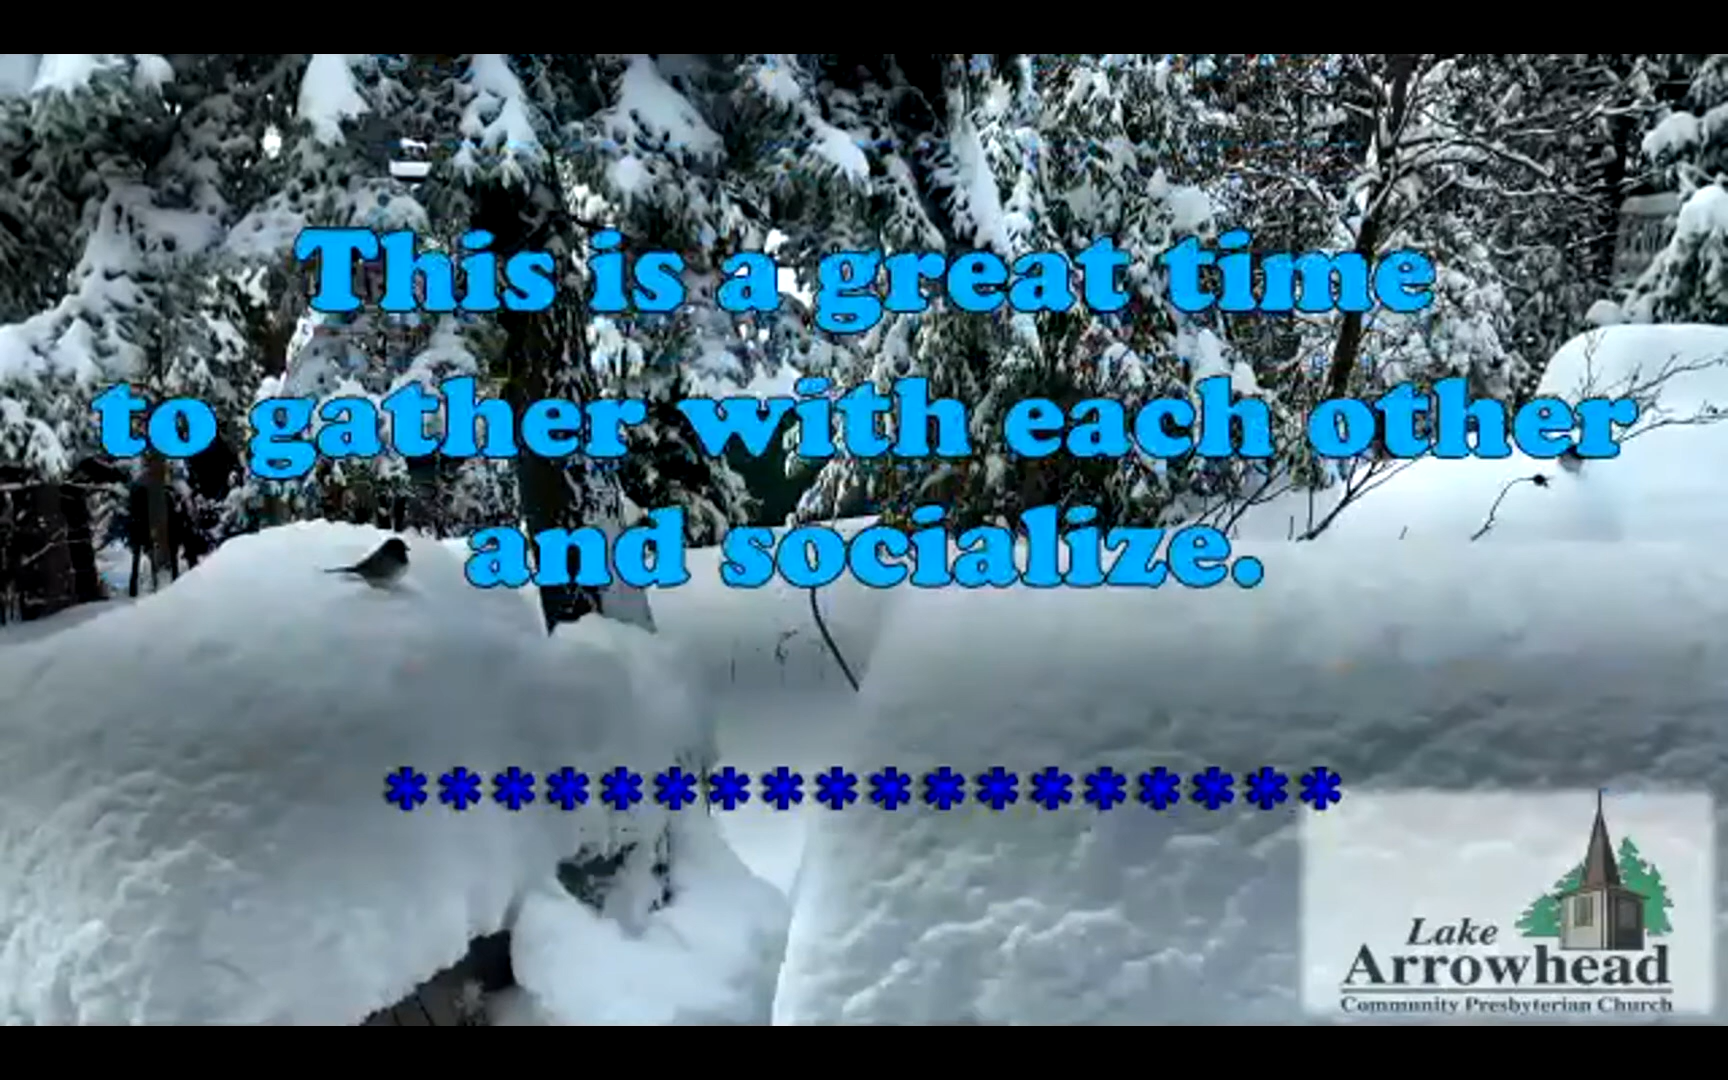 This is a great time
to gather with each other
and socialize.
******************
Lake
Arrowhead
Community Presbyterian Church